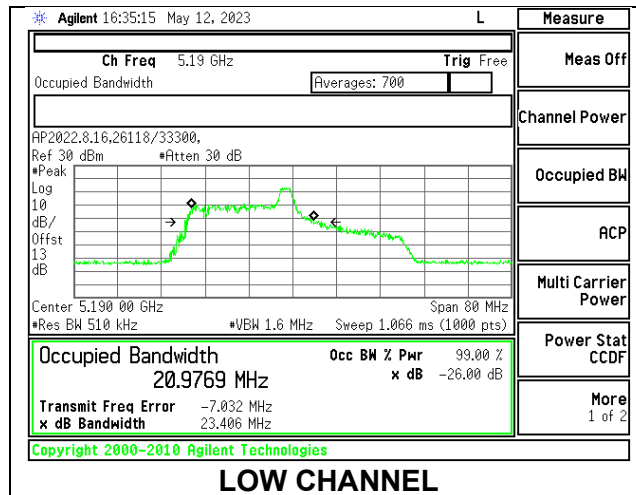 Agilent 16:35:15 May 12, 2023 L
Measure
Ch Freq 5.19 GHz Trig Free
Occupied Bandwidth Averages: 700
Meas Off
Channel Power
Occupied BW
ACP
Multi Carrier
Power
Power Stat
CCDF
More
1 of 2
AP2022.8.16,26118/33300,
Ref 30 dBm #Atten 30 dB
#Peak
Log
10
dB/
Offst
13
dB
Center 5.190 00 GHz Span 80 MHz
#Res BW 510 kHz #VBW 1.6 MHz Sweep 1.066 ms (1000 pts)
Occupied Bandwidth Occ BW % Pwr 99.00 %
20.9769 MHz x dB -26.00 dB
Transmit Freq Error -7.032 MHz
x dB Bandwidth 23.406 MHz
Copyright 2000-2010 Agilent Technologies
LOW CHANNEL